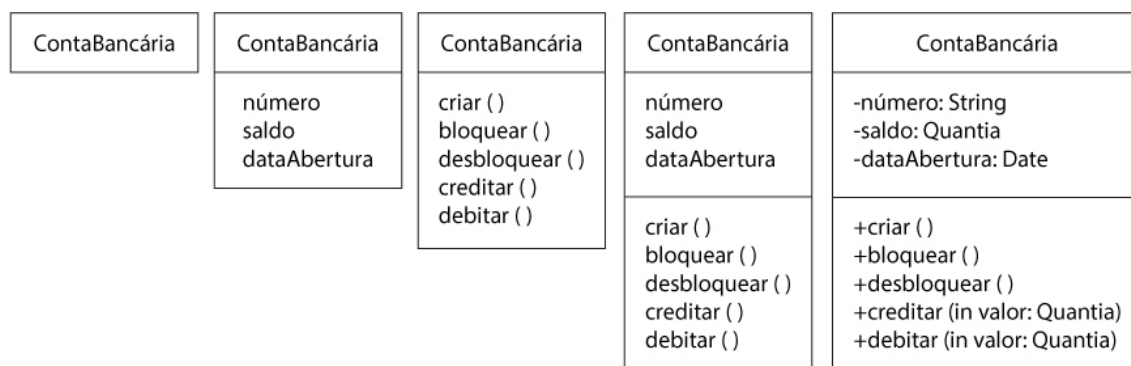 ContaBancária
ContaBancária
número
saldo
dataAbertura
ContaBancária
criar ( )
bloquear ( )
desbloquear ( )
creditar ( )
debitar ( )
ContaBancária
número
saldo
dataAbertura
criar ( )
bloquear ( )
desbloquear ( )
creditar ( )
debitar ( )
ContaBancária
-número: String
-saldo: Quantia
-dataAbertura: Date
+criar ( )
+bloquear ( )
+desbloquear ( )
+creditar (in valor: Quantia)
+debitar (in valor: Quantia)